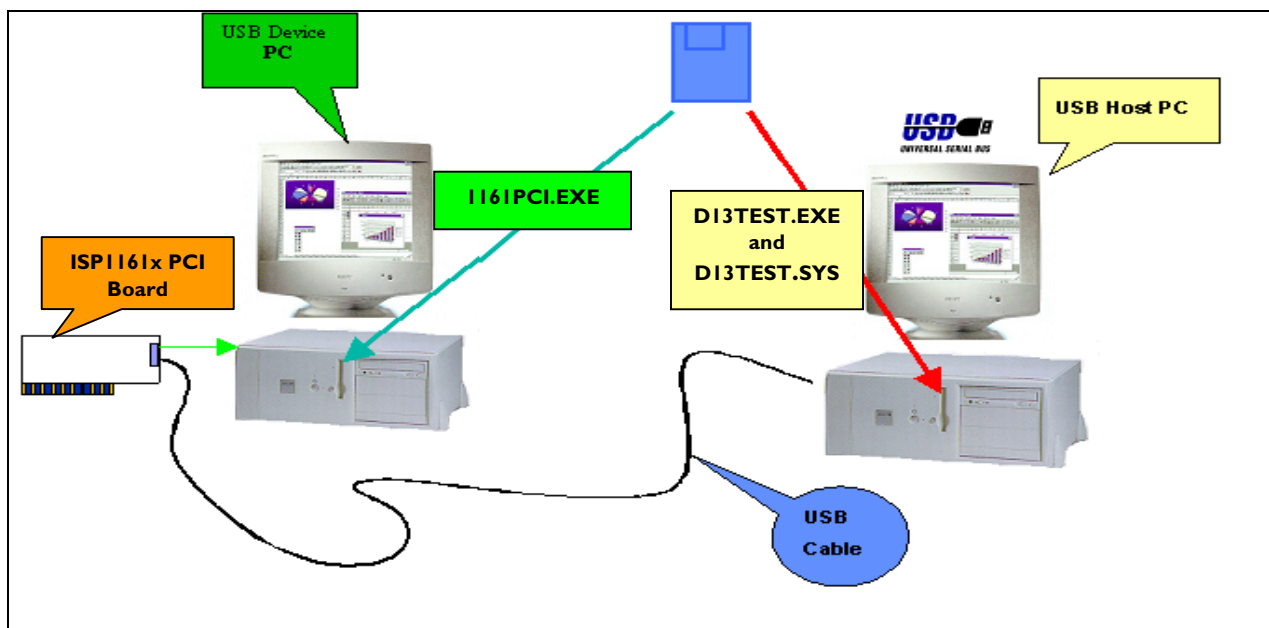 USB Device
PC
USB
UNIVERSAL SERIAL BUS
USB Host PC
1161PCI.EXE
D13TEST.EXE
and
D13TEST.SYS
ISP1161x PCI
Board
USB
Cable